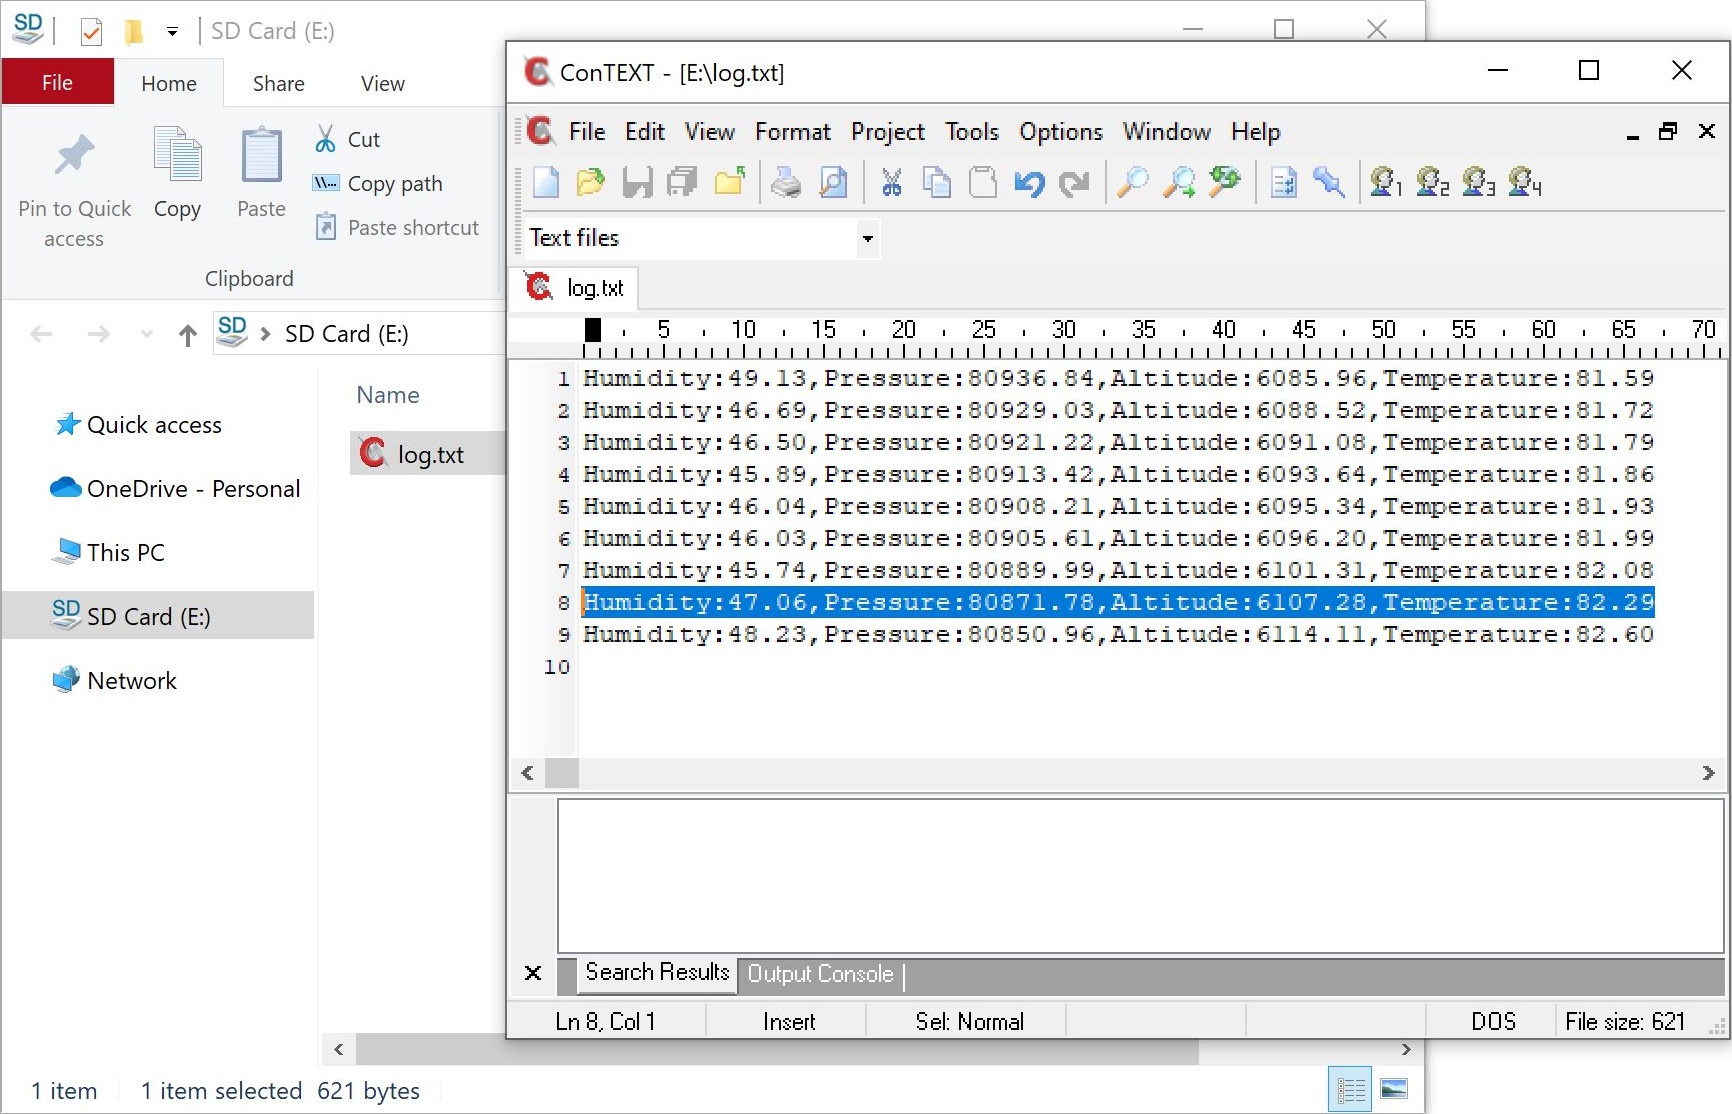 SD
SD Card (E:)
File
Home
Share
View
Pin to Quick
access
Copy
Paste
Cut
\\...
Copy path
Paste shortcut
Clipboard
SD
SD Card (E:)
Name
log.txt
Quick access
OneDrive - Personal
This PC
SD
SD Card (E:)
Network
1 item
1 item selected
621 bytes
ConTEXT - [E:\log.txt]
File Edit View Format Project Tools Options Window Help
1 2 3 4
Text files
log.txt
5 10 15 20 25 30 35 40 45 50 55 60 65 70
1 Humidity:49.13,Pressure:80936.84,Altitude:6085.96,Temperature:81.59
2 Humidity:46.69,Pressure:80929.03,Altitude:6088.52,Temperature:81.72
3 Humidity:46.50,Pressure:80921.22,Altitude:6091.08,Temperature:81.79
4 Humidity:45.89,Pressure:80913.42,Altitude:6093.64,Temperature:81.86
5 Humidity:46.04,Pressure:80908.21,Altitude:6095.34,Temperature:81.93
6 Humidity:46.03,Pressure:80905.61,Altitude:6096.20,Temperature:81.99
7 Humidity:45.74,Pressure:80889.99,Altitude:6101.31,Temperature:82.08
8 Humidity:47.06,Pressure:80871.78,Altitude:6107.28,Temperature:82.29
9 Humidity:48.23,Pressure:80850.96,Altitude:6114.11,Temperature:82.60
10
Search Results
Output Console
Ln 8, Col 1
Insert
Sel: Normal
DOS
File size: 621